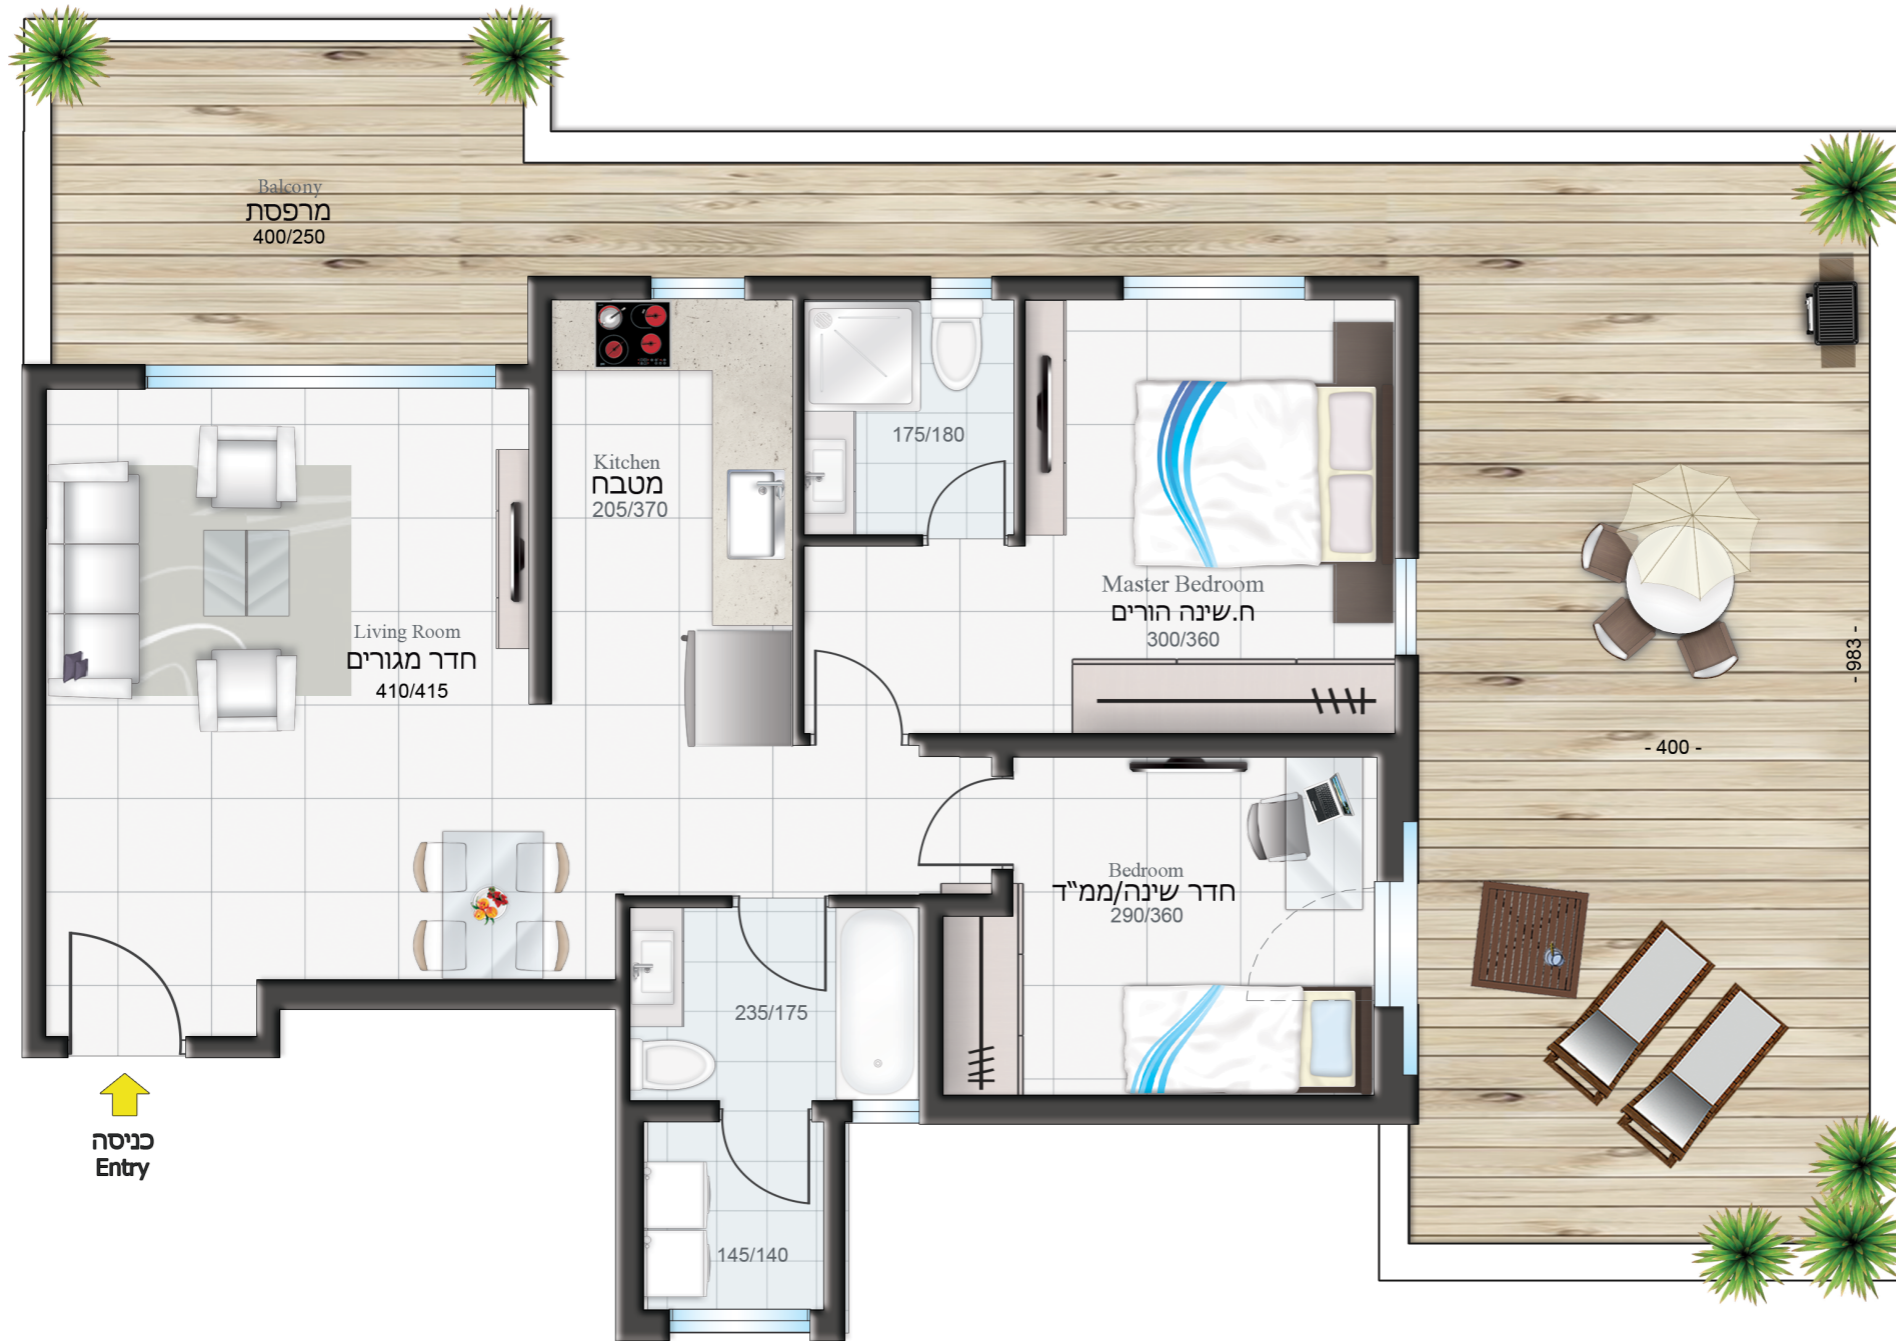 Balcony
מרפסת
400/250
175/180
Kitchen
מטבח
205/370
Master Bedroom
ח.שינה הורים
300/360
Living Room
חדר מגורים
410/415
- 983 -
- 400 -
Bedroom
חדר שינה/ממ״ד
290/360
235/175
כניסה
Entry
145/140